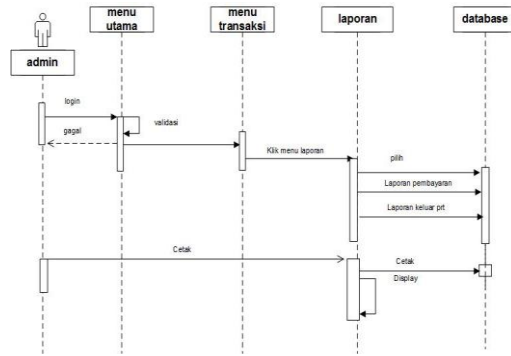 menu
utama
menu
transaksi
laporan
database
admin
login
validasi
gagal
Klik menu laporan
pilih
Laporan pembayaran
Laporan keluar prt
Cetak
Cetak
Display